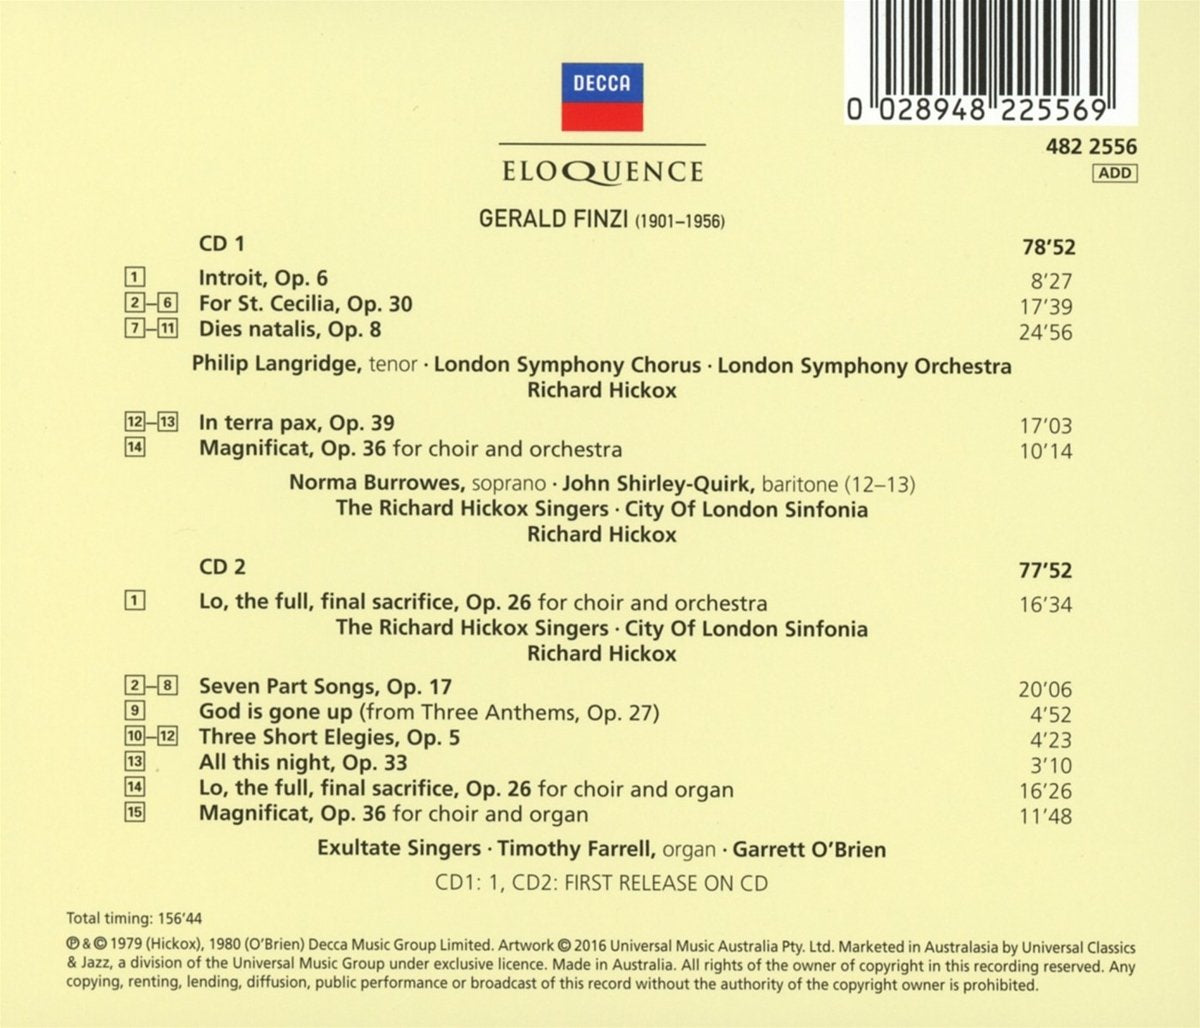 DECCA
ELOQUENCE
0 028948 225569
482 2556
ADD
GERALD FINZI (1901–1956)
CD 1 78’52
1 Introit, Op. 6 8’27
2–6 For St. Cecilia, Op. 30 17’39
7–11 Dies natalis, Op. 8 24’56
Philip Langridge, tenor · London Symphony Chorus · London Symphony Orchestra
Richard Hickox
12–13 In terra pax, Op. 39 17’03
14 Magnificat, Op. 36 for choir and orchestra 10’14
Norma Burrowes, soprano · John Shirley-Quirk, baritone (12–13)
The Richard Hickox Singers · City Of London Sinfonia
Richard Hickox
CD 2 77’52
1 Lo, the full, final sacrifice, Op. 26 for choir and orchestra 16’34
The Richard Hickox Singers · City Of London Sinfonia
Richard Hickox
2–8 Seven Part Songs, Op. 17 20’06
9 God is gone up (from Three Anthems, Op. 27) 4’52
10–12 Three Short Elegies, Op. 5 4’23
13 All this night, Op. 33 3’10
14 Lo, the full, final sacrifice, Op. 26 for choir and organ 16’26
15 Magnificat, Op. 36 for choir and organ 11’48
Exultate Singers · Timothy Farrell, organ · Garrett O’Brien
CD1: 1, CD2: FIRST RELEASE ON CD
Total timing: 156’44
℗ & © 1979 (Hickox), 1980 (O’Brien) Decca Music Group Limited. Artwork © 2016 Universal Music Australia Pty. Ltd. Marketed in Australasia by Universal Classics
& Jazz, a division of the Universal Music Group under exclusive licence. Made in Australia. All rights of the owner of copyright in this recording reserved. Any
copying, renting, lending, diffusion, public performance or broadcast of this record without the authority of the copyright owner is prohibited.